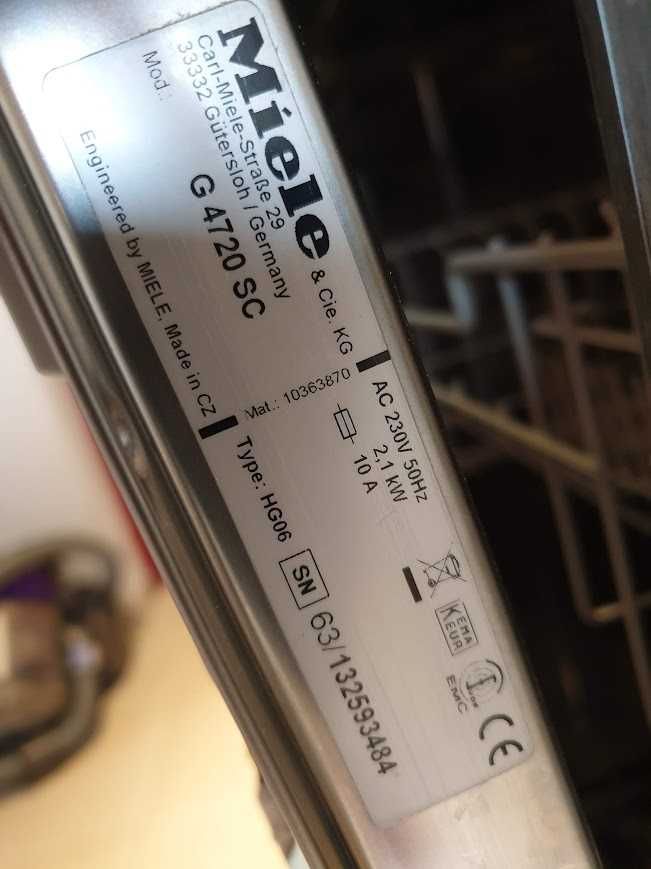 Miele & Cie. KG
Carl-Miele-Straße 29
33332 Gütersloh / Germany
Mod.: G 4720 SC
Engineered by MIELE, Made in CZ
Mat.: 10363870
AC 230V 50Hz
2,1 kW
10 A
Type: HG06
SN 63/132593484
KEMA
KEUR
EMC
CE